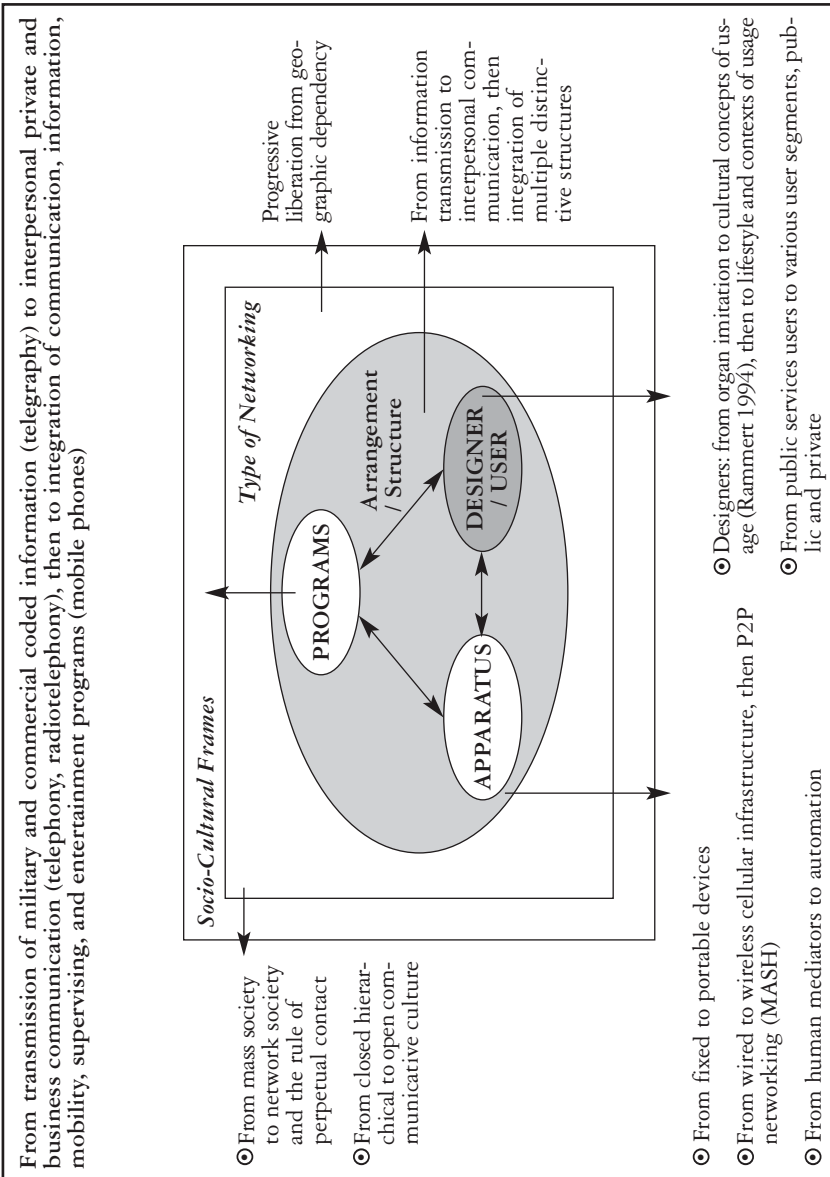 From transmission of military and commercial coded information (telegraphy) to interpersonal private and
business communication (telephony, radiotelephony), then to integration of communication, information,
mobility, supervising, and entertainment programs (mobile phones)
Socio-Cultural Frames
Type of Networking
PROGRAMS
Arrangement
/ Structure
APPARATUS
DESIGNER
/ USER
⦿ From mass society
to network society
and the rule of
perpetual contact
⦿ From closed hierar-
chical to open com-
municative culture
Progressive
liberation from geo-
graphic dependency
From information
transmission to
interpersonal com-
munication, then
integration of
multiple distinc-
tive structures
⦿ From fixed to portable devices
⦿ From wired to wireless cellular infrastructure, then P2P
networking (MASH)
⦿ From human mediators to automation
⦿ Designers: from organ imitation to cultural concepts of us-
age (Rammert 1994), then to lifestyle and contexts of usage
⦿ From public services users to various user segments, pub-
lic and private